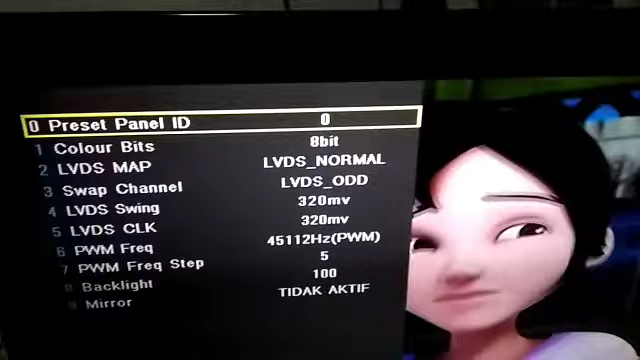 0 Preset Panel ID 0
1 Colour Bits 8bit
2 LVDS MAP LVDS_NORMAL
3 Swap Channel LVDS_ODD
4 LVDS Swing 320mv
5 LVDS CLK 320mv
6 PWM Freq 45112Hz(PWM)
7 PWM Freq Step 5
8 Backlight 100
9 Mirror TIDAK AKTIF